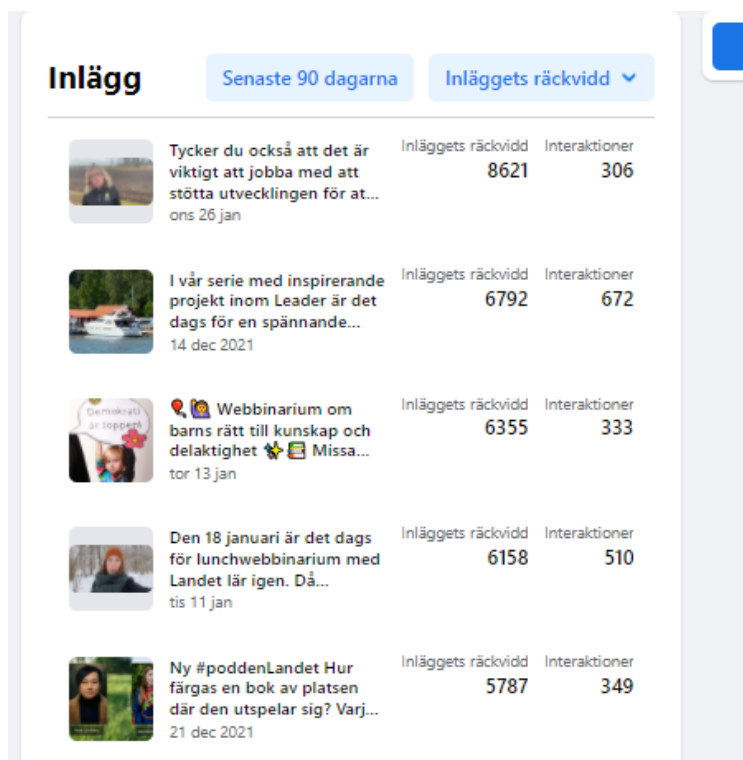 Inlägg
Senaste 90 dagarna
Inläggets räckvidd
Tycker du också att det är
viktigt att jobba med att
stötta utvecklingen för at...
ons 26 jan
Inläggets räckvidd Interaktioner
8621 306
I vår serie med inspirerande
projekt inom Leader är det
dags för en spännande...
14 dec 2021
Inläggets räckvidd Interaktioner
6792 672
Demokrati
är toppen!
🎈🙋 Webbinarium om
barns rätt till kunskap och
delaktighet ✨📚 Missa...
tor 13 jan
Inläggets räckvidd Interaktioner
6355 333
Den 18 januari är det dags
för lunchwebbinarium med
Landet lär igen. Då...
tis 11 jan
Inläggets räckvidd Interaktioner
6158 510
Ny #poddenLandet Hur
färgas en bok av platsen
där den utspelar sig? Varj...
21 dec 2021
Inläggets räckvidd Interaktioner
5787 349